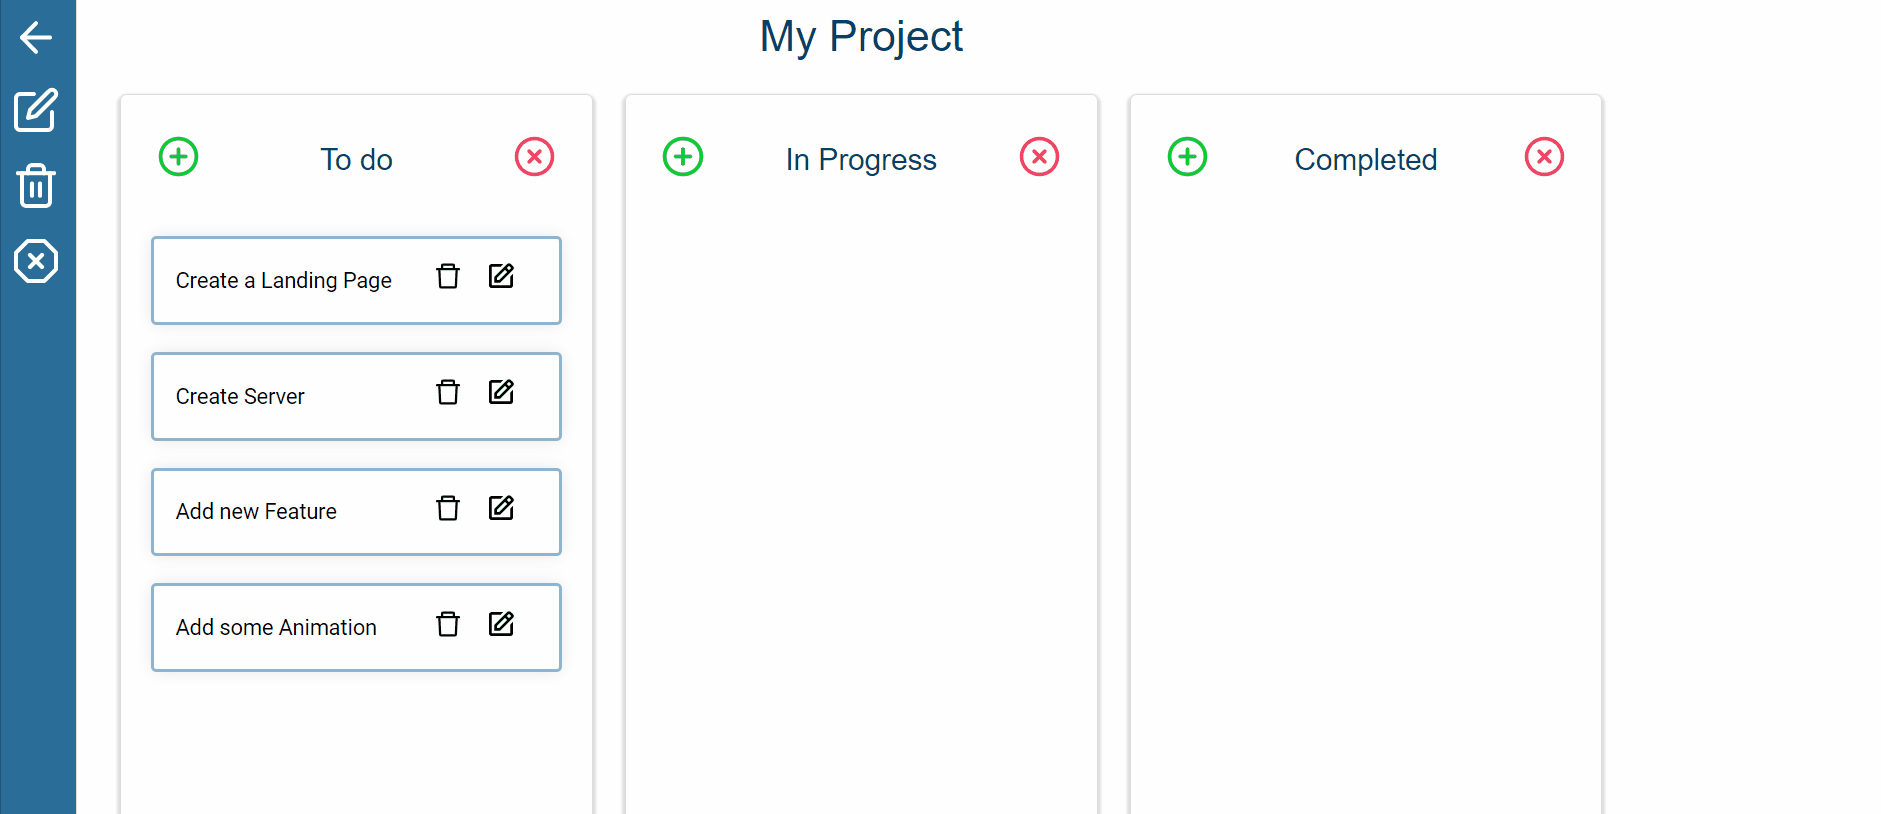 My Project
To do
In Progress
Completed
Create a Landing Page
Create Server
Add new Feature
Add some Animation